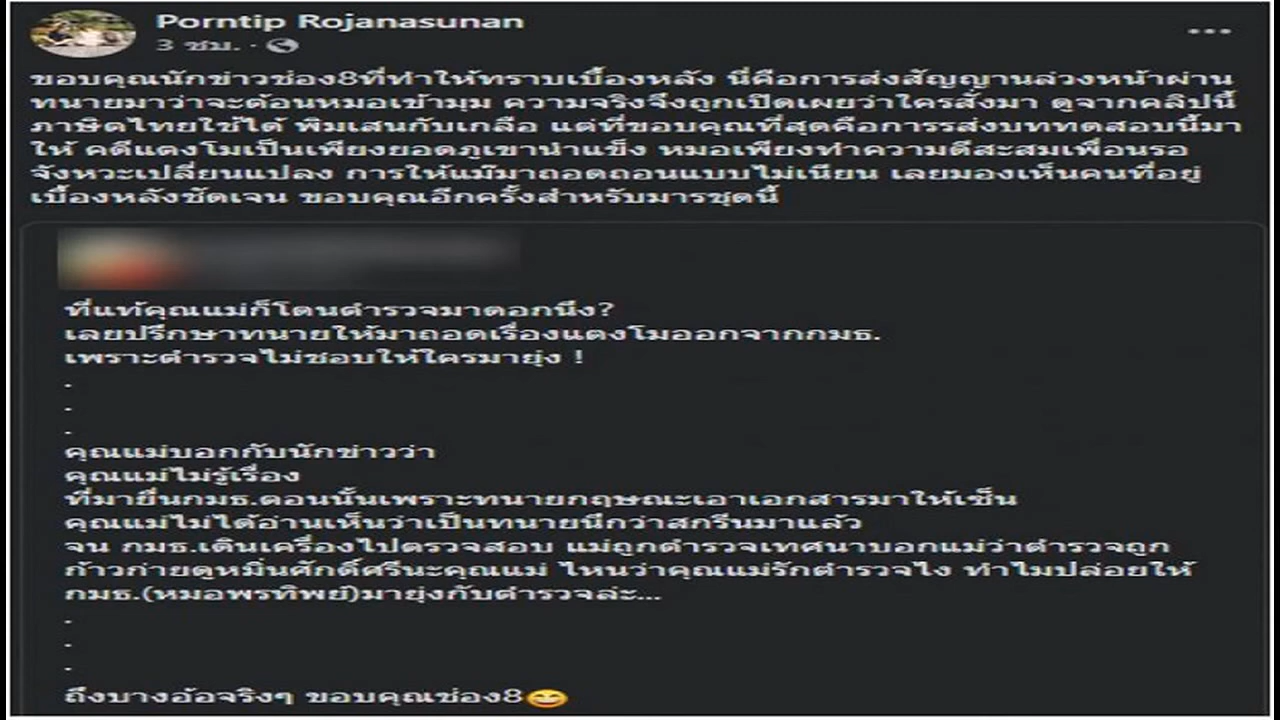 Porntip Rojanasunan
3 ชม. ·
ขอบคุณนักข่าวช่อง8ที่ทำให้ทราบเบื้องหลัง นี่คือการส่งสัญญานล่วงหน้าผ่าน
ทนายมาว่าจะต้อนหมอเข้ามุม ความจริงจึงถูกเปิดเผยว่าใครสั่งมา ดูจากคลิปนี้
ภาษิตไทยใช้ได้ พิมเสนกับเกลือ แต่ที่ขอบคุณที่สุดคือการรส่งบททดสอบนี้มา
ให้ คดีแตงโมเป็นเพียงยอดภูเขาน้ำแข็ง หมอเพียงทำความดีสะสมเพื่อนรอ
จังหวะเปลี่ยนแปลง การให้แม๊มาถอดถอนแบบไม่เนียน เลยมองเห็นคนที่อยู่
เบื้องหลังชัดเจน ขอบคุณอีกครั้งสำหรับมารชุดนี้
ที่แท้คุณแม่ก็โดนตำรวจมาดอกนึง?
เลยปรึกษาทนายให้มาถอดเรื่องแตงโมออกจากกมธ.
เพราะตำรวจไม่ชอบให้ใครมายุ่ง !
.
.
.
คุณแม่บอกกับนักข่าวว่า
คุณแม่ไม่รู้เรื่อง
ที่มายื่นกมธ.ตอนนั้นเพราะทนายกฤษณะเอาเอกสารมาให้เซ็น
คุณแม่ไม่ได้อ่านเห็นว่าเป็นทนายนึกว่าสกรีนมาแล้ว
จน กมธ.เดินเครื่องไปตรวจสอบ แม่ถูกตำรวจเทศนาบอกแม่ว่าตำรวจถูก
ก้าวก่ายดูหมิ่นศักดิ์ศรีนะคุณแม่ ไหนว่าคุณแม่รักตำรวจไง ทำไมปล่อยให้
กมธ.(หมอพรทิพย์)มายุ่งกับตำรวจล่ะ...
.
.
.
ถึงบางอ้อจริงๆ ขอบคุณช่อง8😄